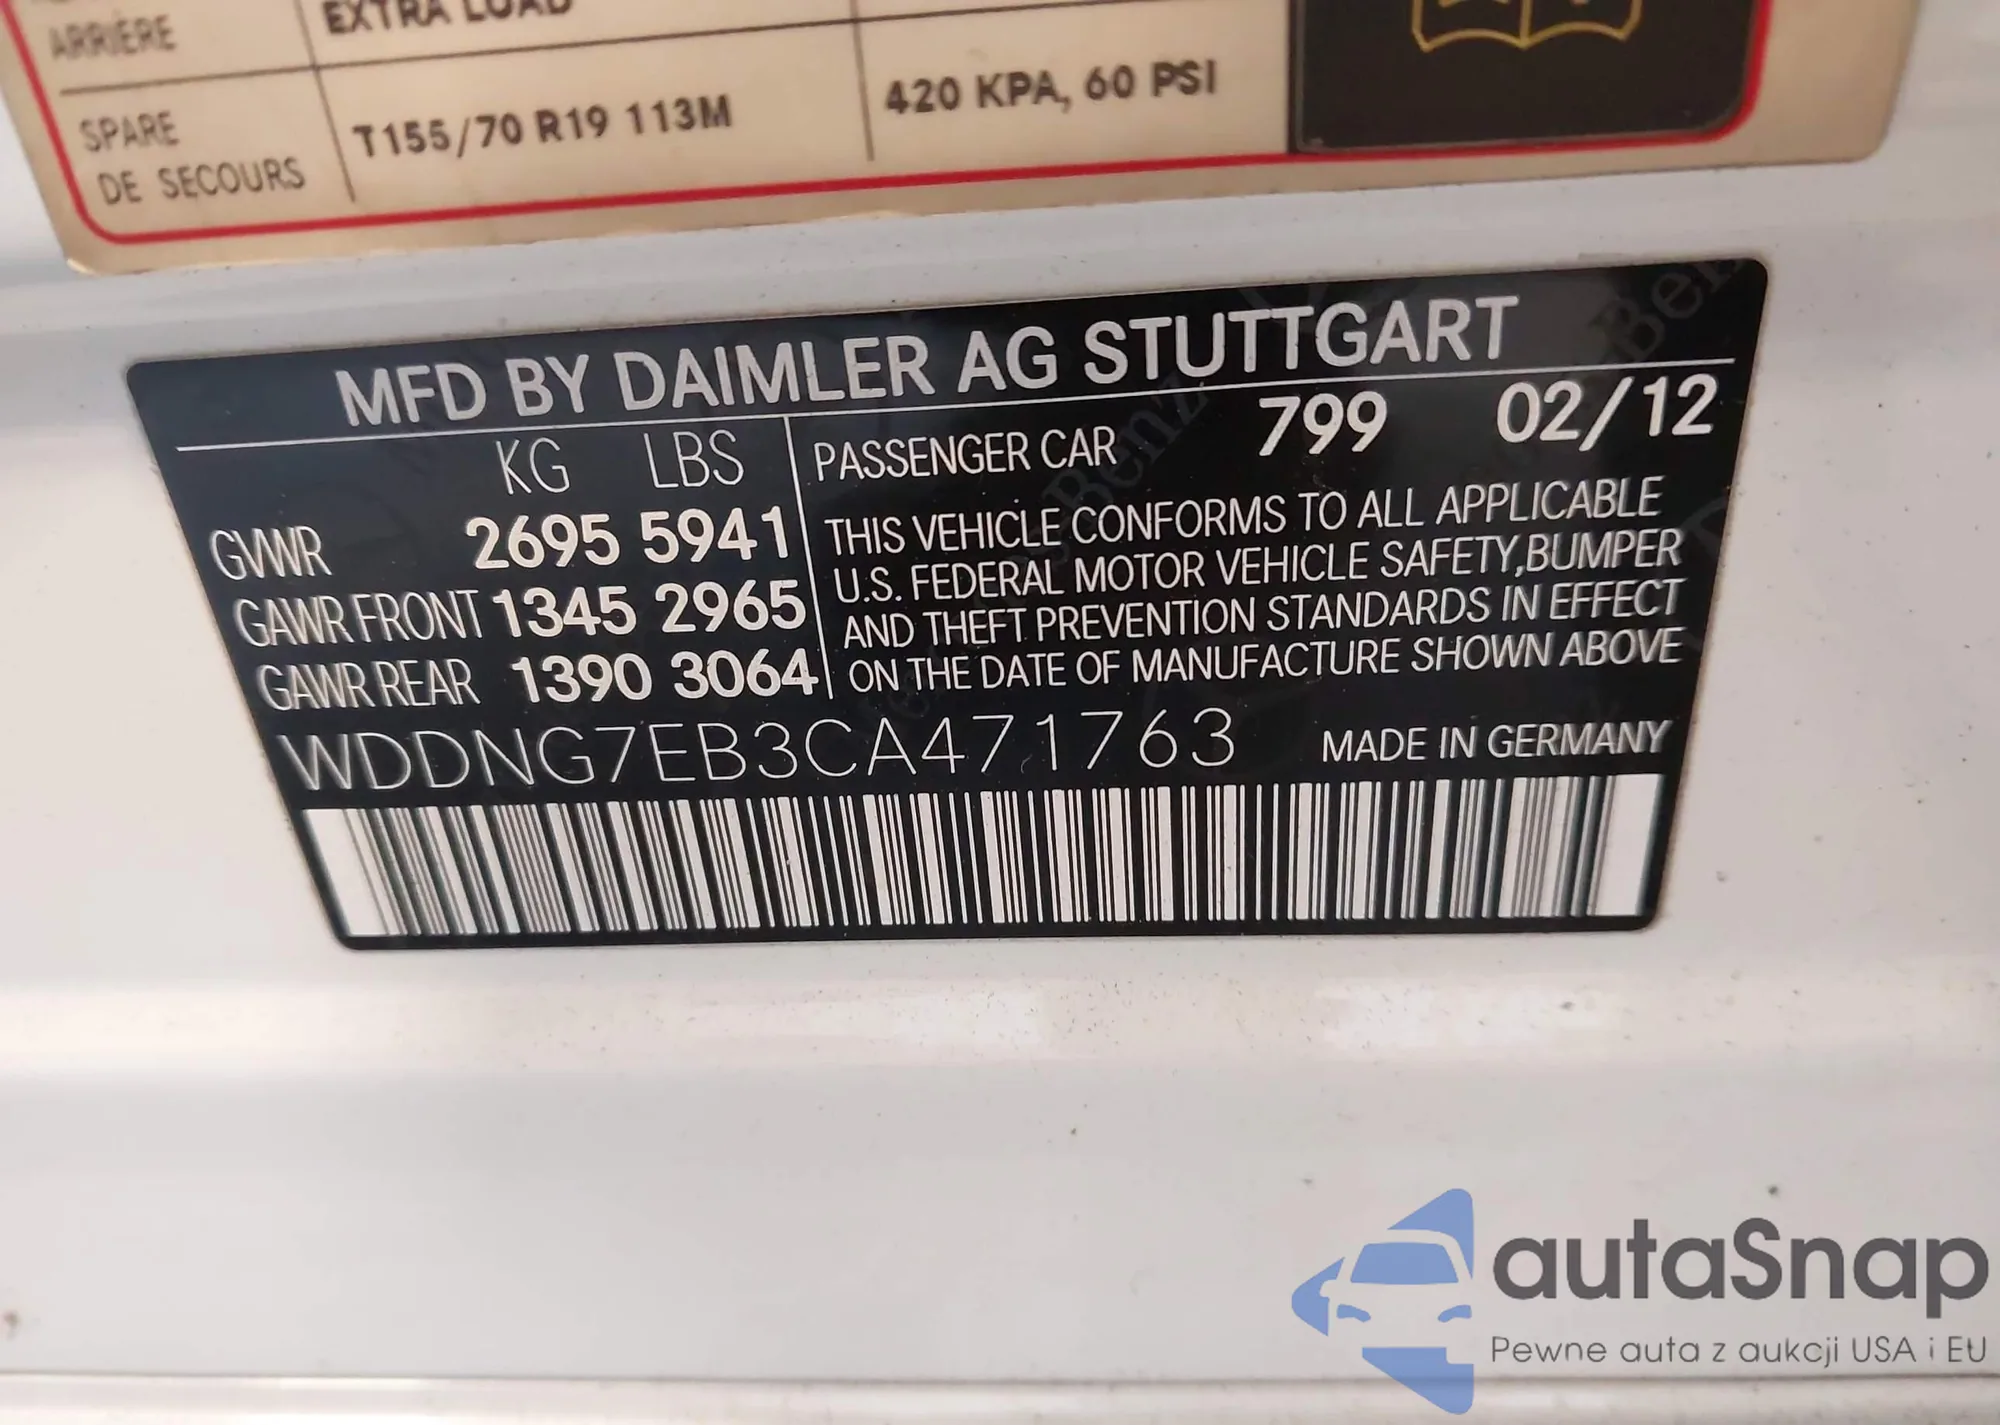 ARRIÈRE EXTRA LOAD
SPARE
DE SECOURS T155/70 R19 113M 420 KPA, 60 PSI
MFD BY DAIMLER AG STUTTGART
KG LBS
GVWR 2695 5941
GAWR FRONT 1345 2965
GAWR REAR 1390 3064
PASSENGER CAR 799 02/12
THIS VEHICLE CONFORMS TO ALL APPLICABLE
U.S. FEDERAL MOTOR VEHICLE SAFETY,BUMPER
AND THEFT PREVENTION STANDARDS IN EFFECT
ON THE DATE OF MANUFACTURE SHOWN ABOVE
WDDNG7EB3CA471763 MADE IN GERMANY
autaSnap
Pewne auta z aukcji USA i EU